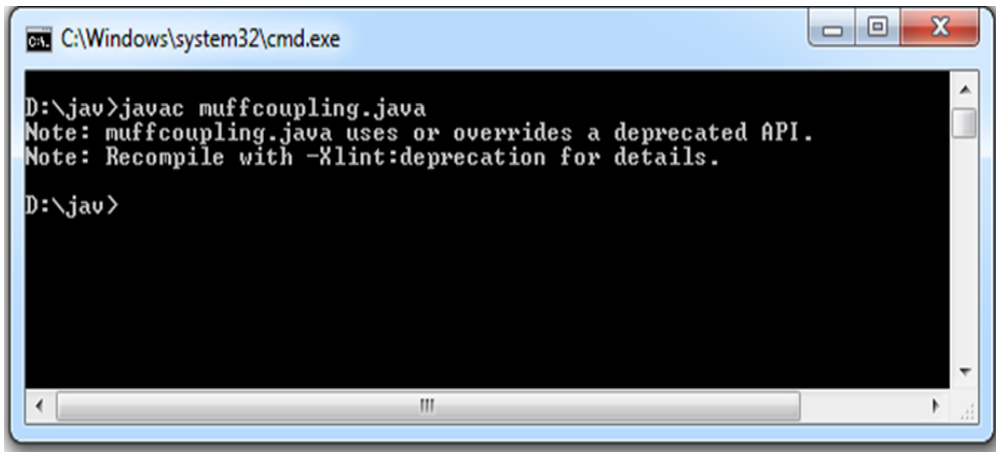 C:\Windows\system32\cmd.exe
D:\jav>javac muffcoupling.java
Note: muffcoupling.java uses or overrides a deprecated API.
Note: Recompile with -Xlint:deprecation for details.
D:\jav>